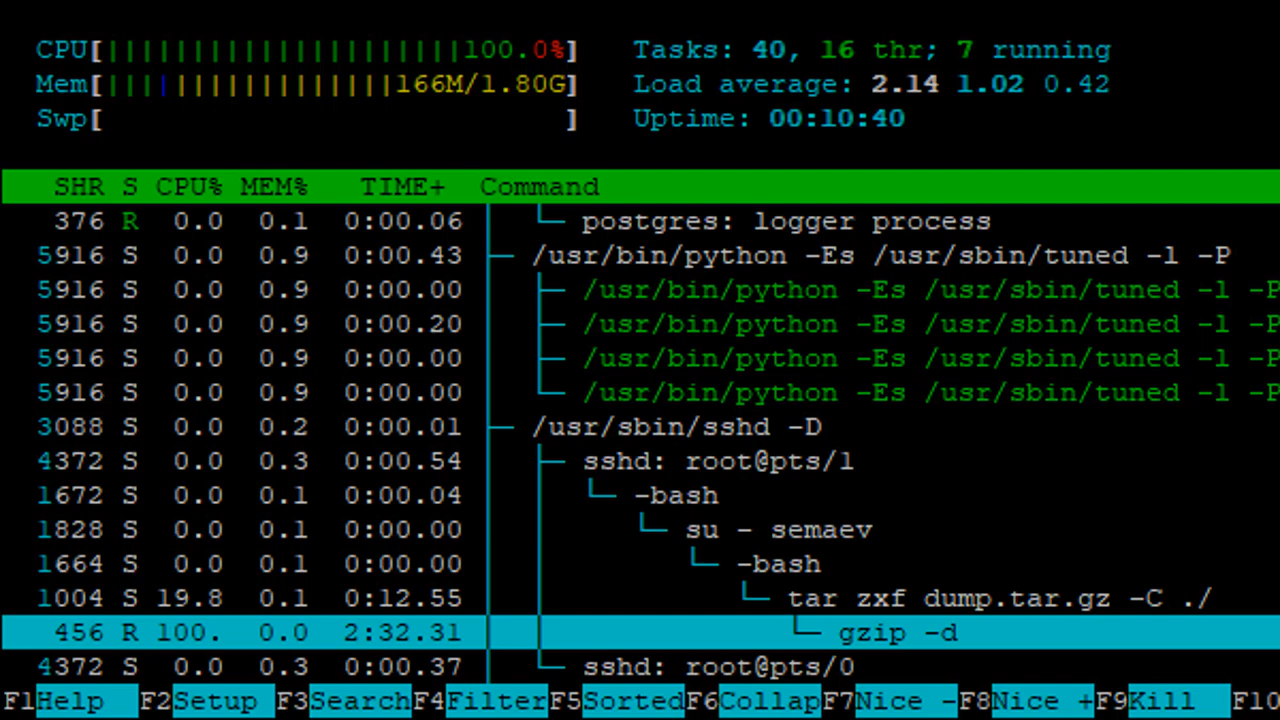 CPU[||||||||||||||||||||||100.0%] Tasks: 40, 16 thr; 7 running
Mem[|||||||||||||||||166M/1.80G] Load average: 2.14 1.02 0.42
Swp[ ] Uptime: 00:10:40
SHR S CPU% MEM% TIME+ Command
376 R 0.0 0.1 0:00.06 │ └─ postgres: logger process
5916 S 0.0 0.9 0:00.43 ├─ /usr/bin/python -Es /usr/sbin/tuned -l -P
5916 S 0.0 0.9 0:00.00 │ ├─ /usr/bin/python -Es /usr/sbin/tuned -l -P
5916 S 0.0 0.9 0:00.20 │ ├─ /usr/bin/python -Es /usr/sbin/tuned -l -P
5916 S 0.0 0.9 0:00.00 │ ├─ /usr/bin/python -Es /usr/sbin/tuned -l -P
5916 S 0.0 0.9 0:00.00 │ └─ /usr/bin/python -Es /usr/sbin/tuned -l -P
3088 S 0.0 0.2 0:00.01 ├─ /usr/sbin/sshd -D
4372 S 0.0 0.3 0:00.54 │ ├─ sshd: root@pts/1
1672 S 0.0 0.1 0:00.04 │ │ └─ -bash
1828 S 0.0 0.1 0:00.00 │ │ └─ su - semaev
1664 S 0.0 0.1 0:00.00 │ │ └─ -bash
1004 S 19.8 0.1 0:12.55 │ │ └─ tar zxf dump.tar.gz -C ./
456 R 100. 0.0 2:32.31 │ │ └─ gzip -d
4372 S 0.0 0.3 0:00.37 │ └─ sshd: root@pts/0
F1Help F2Setup F3SearchF4FilterF5SortedF6CollapF7Nice -F8Nice +F9Kill F10